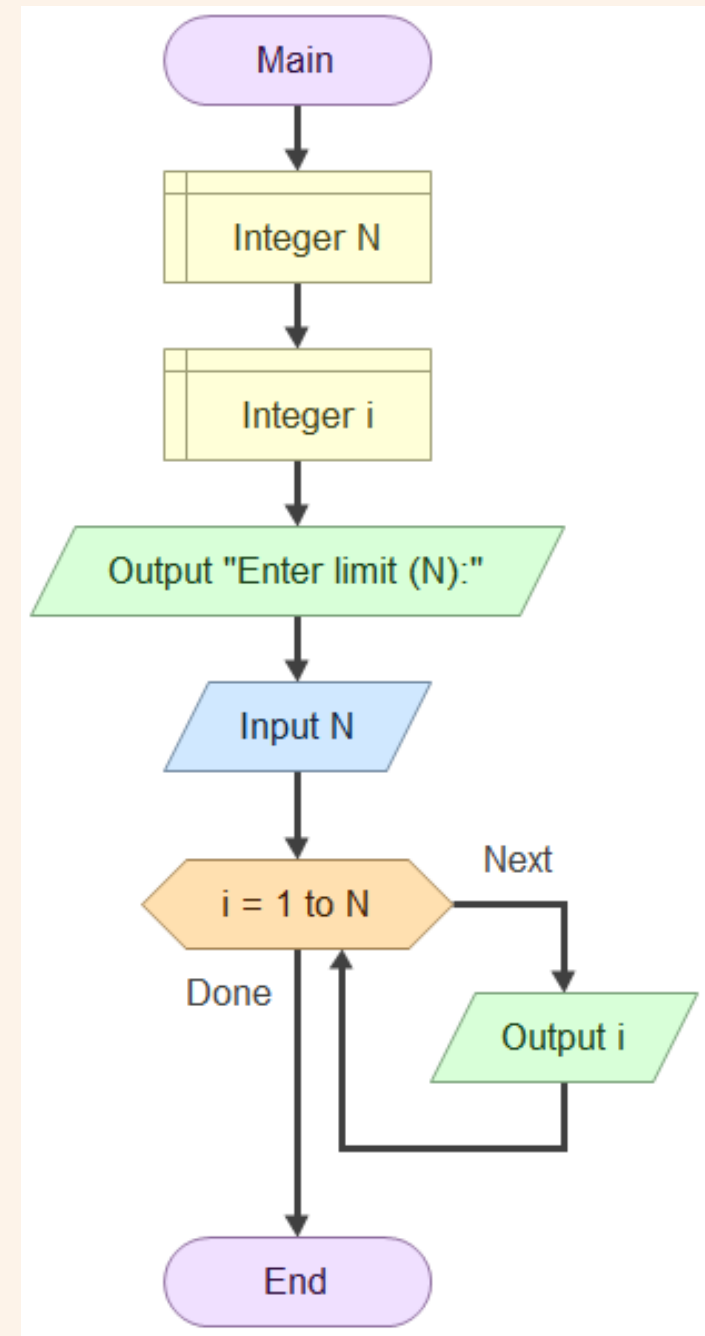 Main
Integer N
Integer i
Output "Enter limit (N):"
Input N
i = 1 to N
Next
Done
Output i
End